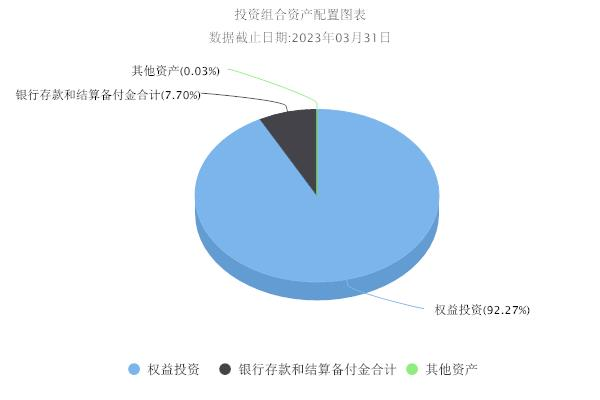 投资组合资产配置图表
数据截止日期:2023年03月31日
其他资产(0.03%)
银行存款和结算备付金合计(7.70%)
权益投资(92.27%)
权益投资 银行存款和结算备付金合计 其他资产